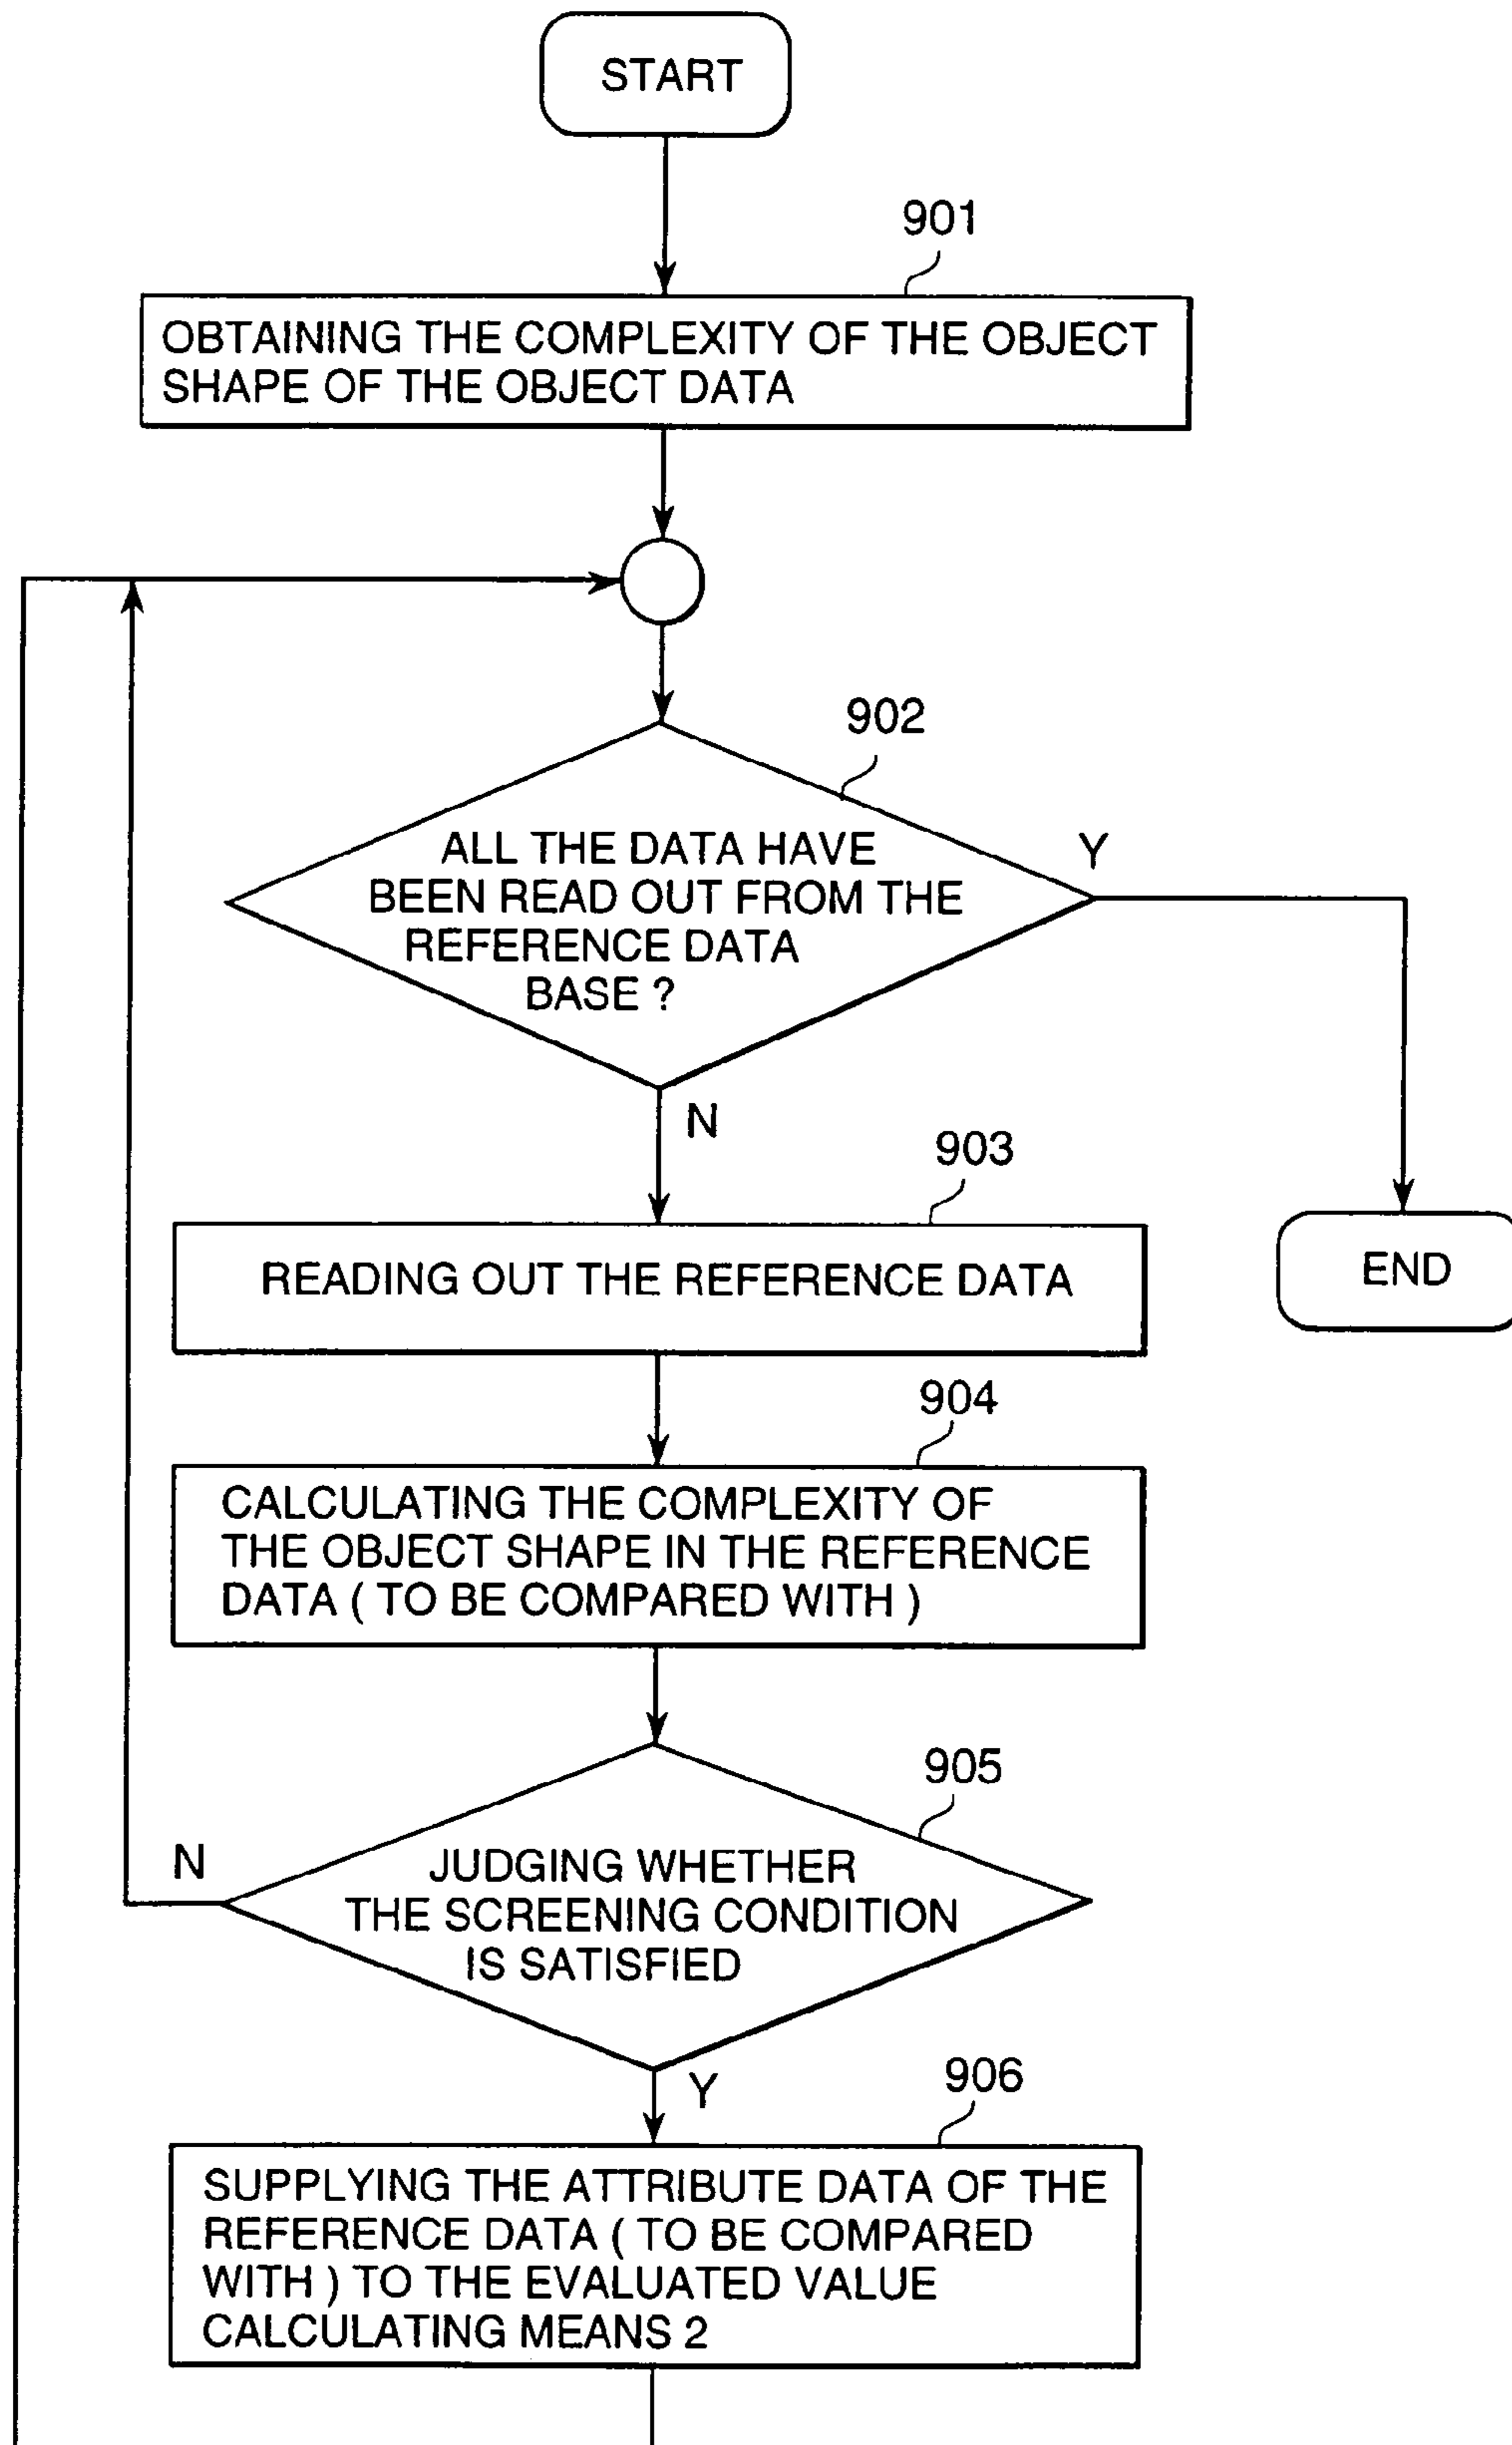 START
901
OBTAINING THE COMPLEXITY OF THE OBJECT
SHAPE OF THE OBJECT DATA
902
ALL THE DATA HAVE
BEEN READ OUT FROM THE
REFERENCE DATA
BASE ?
Y
N
903
READING OUT THE REFERENCE DATA
END
904
CALCULATING THE COMPLEXITY OF
THE OBJECT SHAPE IN THE REFERENCE
DATA ( TO BE COMPARED WITH )
905
N
JUDGING WHETHER
THE SCREENING CONDITION
IS SATISFIED
Y
906
SUPPLYING THE ATTRIBUTE DATA OF THE
REFERENCE DATA ( TO BE COMPARED
WITH ) TO THE EVALUATED VALUE
CALCULATING MEANS 2